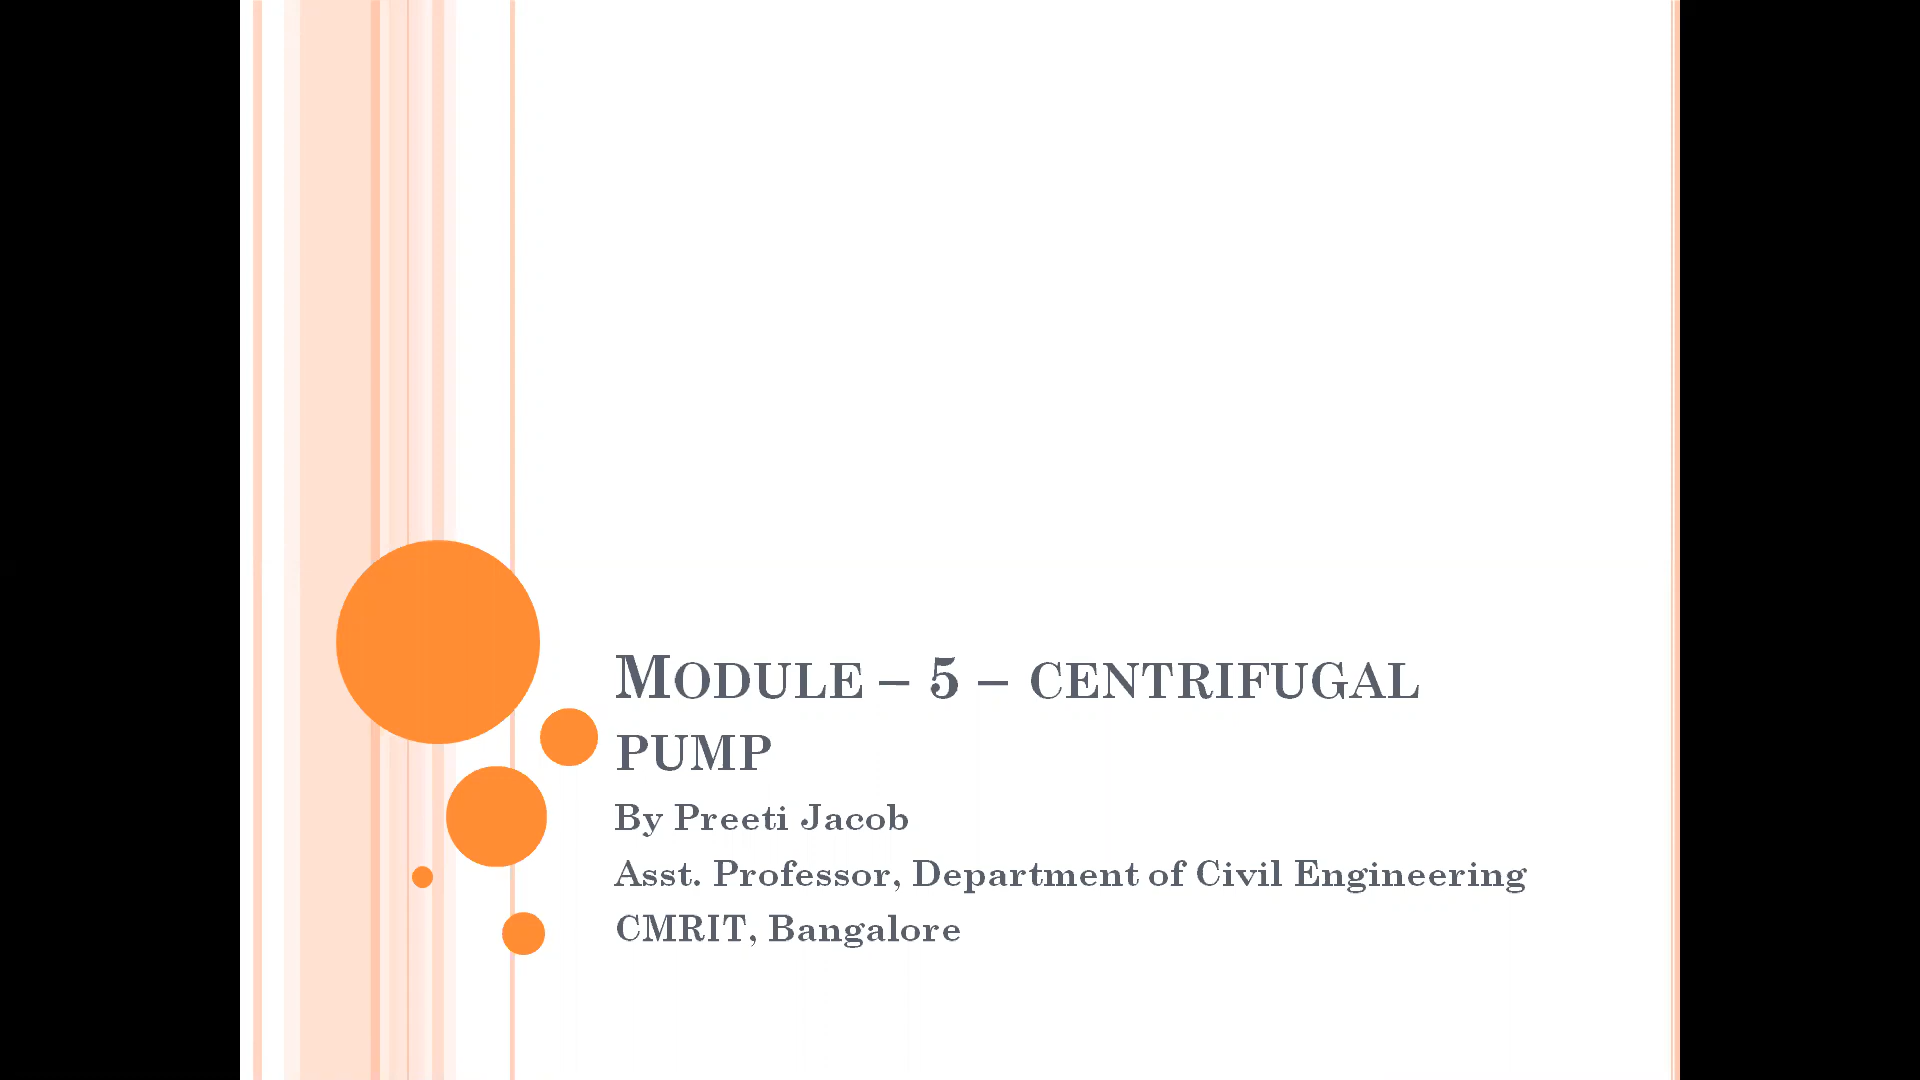 MODULE – 5 – CENTRIFUGAL
PUMP
By Preeti Jacob
Asst. Professor, Department of Civil Engineering
CMRIT, Bangalore